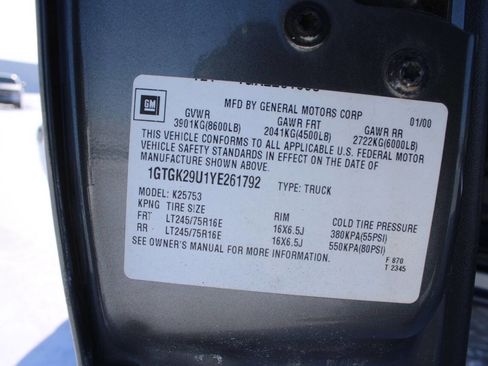 GM
MFD BY GENERAL MOTORS CORP 01/00
GVWR GAWR FRT GAWR RR
3901KG(8600LB) 2041KG(4500LB) 2722KG(6000LB)
THIS VEHICLE CONFORMS TO ALL APPLICABLE U.S. FEDERAL MOTOR
VEHICLE SAFETY STANDARDS IN EFFECT ON THE DATE OF
MANUFACTURE SHOWN ABOVE.
1GTGK29U1YE261792 TYPE: TRUCK
MODEL: K25753
KPNG TIRE SIZE RIM COLD TIRE PRESSURE
FRT LT245/75R16E 16X6.5J 380KPA(55PSI)
RR LT245/75R16E 16X6.5J 550KPA(80PSI)
SEE OWNER'S MANUAL FOR MORE INFORMATION.
F 870
T 2345